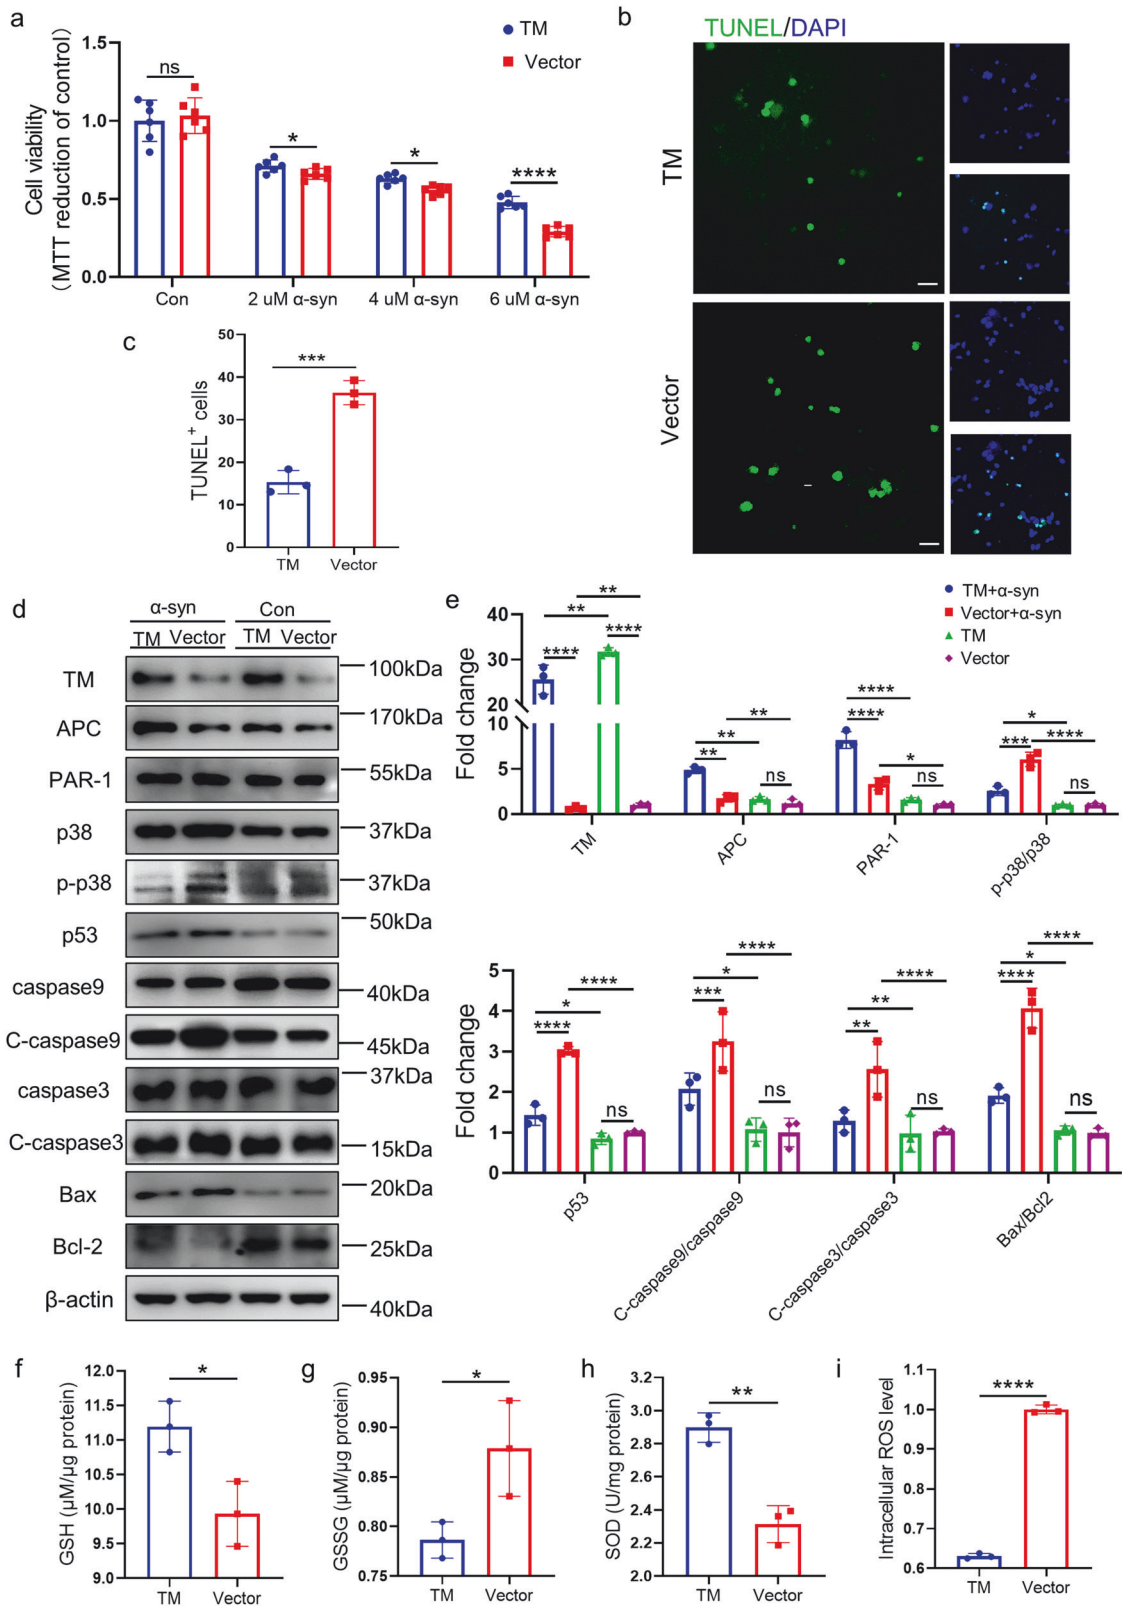 a
TM
Vector
Cell viability
(MTT reduction of control)
1.5
1.0
0.5
0.0
ns
*
*
****
Con
2 uM α-syn
4 uM α-syn
6 uM α-syn
b
TUNEL/DAPI
TM
Vector
c
TUNEL+ cells
50
40
30
20
10
0
***
TM
Vector
d
α-syn
Con
TM Vector TM Vector
TM
100kDa
APC
170kDa
PAR-1
55kDa
p38
37kDa
p-p38
37kDa
p53
50kDa
caspase9
40kDa
C-caspase9
45kDa
caspase3
37kDa
C-caspase3
15kDa
Bax
20kDa
Bcl-2
25kDa
β-actin
40kDa
e
TM+α-syn
Vector+α-syn
TM
Vector
Fold change
40
30
20
10
5
0
**
**
**** ****
**
**
** ns
****
****
*
ns
*
*** ****
ns
TM
APC
PAR-1
p-p38/p38
Fold change
5
4
3
2
1
0
****
*
****
ns
****
*
***
ns
****
**
**
ns
****
*
****
ns
p53
C-caspase9/caspase9
C-caspase3/caspase3
Bax/Bcl2
f
GSH (μM/μg protein)
12.0
11.5
11.0
10.5
10.0
9.5
9.0
*
TM
Vector
g
GSSG (μM/μg protein)
0.95
0.90
0.85
0.80
0.75
*
TM
Vector
h
SOD (U/mg protein)
3.2
3.0
2.8
2.6
2.4
2.2
2.0
**
TM
Vector
i
Intracellular ROS level
1.1
1.0
0.9
0.8
0.7
0.6
****
TM
Vector